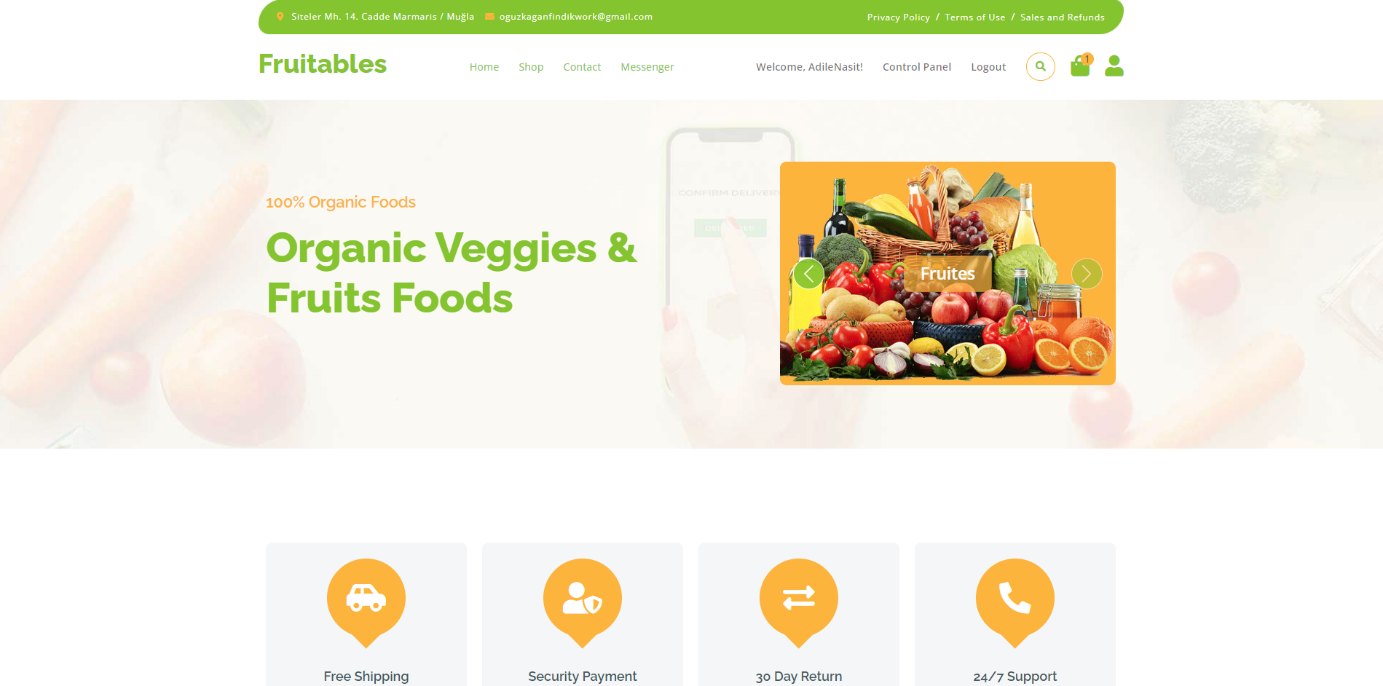 Siteler Mh. 14. Cadde Marmaris / Muğla oguzkaganfindikwork@gmail.com Privacy Policy / Terms of Use / Sales and Refunds
Fruitables Home Shop Contact Messenger Welcome, AdileNasit! Control Panel Logout 1
CONFIRM DELIVERY
100% Organic Foods
Organic Veggies &
Fruits Foods
Fruites
Free Shipping Security Payment 30 Day Return 24/7 Support